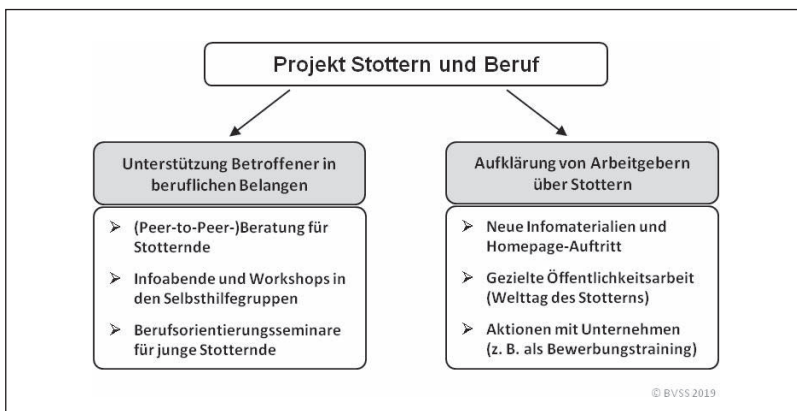 Projekt Stottern und Beruf
Unterstützung Betroffener in
beruflichen Belangen
➢ (Peer-to-Peer-)Beratung für
Stotternde
➢ Infoabende und Workshops in
den Selbsthilfegruppen
➢ Berufsorientierungsseminare
für junge Stotternde
Aufklärung von Arbeitgebern
über Stottern
➢ Neue Infomaterialien und
Homepage-Auftritt
➢ Gezielte Öffentlichkeitsarbeit
(Welttag des Stotterns)
➢ Aktionen mit Unternehmen
(z. B. als Bewerbungstraining)
© BVSS 2019